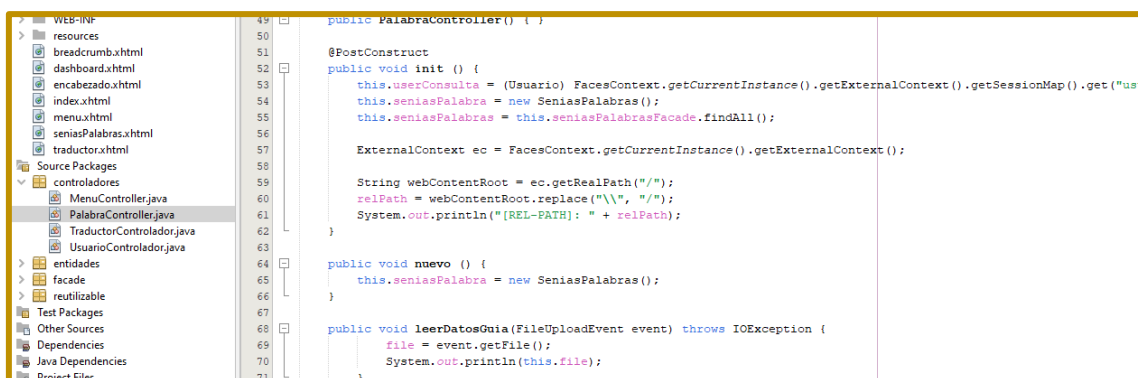 WEB-INF
resources
breadcrumb.xhtml
dashboard.xhtml
encabezado.xhtml
index.xhtml
menu.xhtml
seniasPalabras.xhtml
traductor.xhtml
Source Packages
controladores
MenuController.java
PalabraController.java
TraductorControlador.java
UsuarioControlador.java
entidades
facade
reutilizable
Test Packages
Other Sources
Dependencies
Java Dependencies
Project Files
49 public PalabraController() { }
50
51 @PostConstruct
52 public void init () {
53 this.userConsulta = (Usuario) FacesContext.getCurrentInstance().getExternalContext().getSessionMap().get("us
54 this.seniasPalabra = new SeniasPalabras();
55 this.seniasPalabras = this.seniasPalabrasFacade.findAll();
56
57 ExternalContext ec = FacesContext.getCurrentInstance().getExternalContext();
58
59 String webContentRoot = ec.getRealPath("/");
60 relPath = webContentRoot.replace("\\", "/");
61 System.out.println("[REL-PATH]: " + relPath);
62 }
63
64 public void nuevo () {
65 this.seniasPalabra = new SeniasPalabras();
66 }
67
68 public void leerDatosGuia(FileUploadEvent event) throws IOException {
69 file = event.getFile();
70 System.out.println(this.file);
71 }